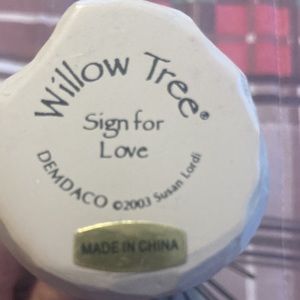 Willow Tree®
Sign for
Love
DEMDACO ©2003 Susan Lordi
MADE IN CHINA